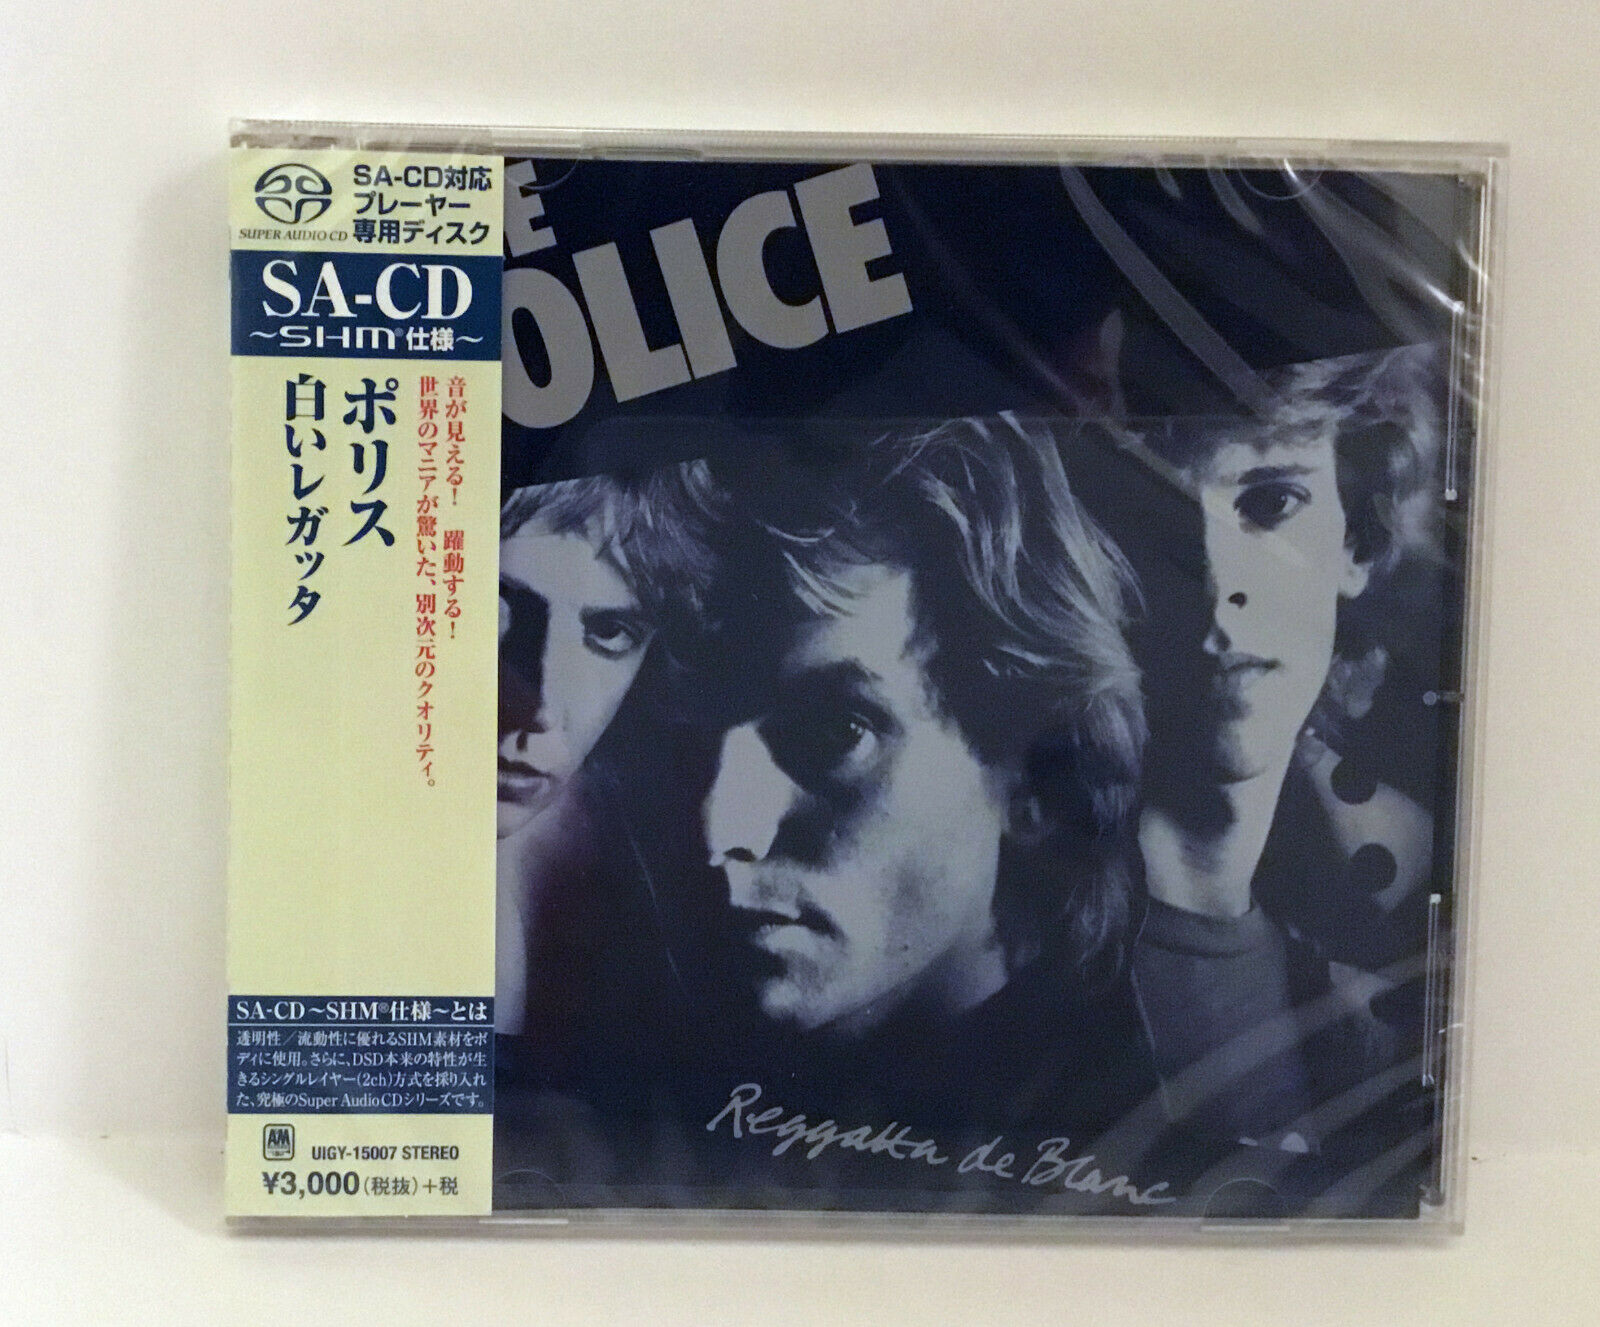 SUPER AUDIO CD
SA-CD対応
プレーヤー
専用ディスク
SA-CD
~SHM®仕様~
音が見える! 躍動する!
世界のマニアが驚いた、別次元のクオリティ。
ポリス
白いレガッタ
SA-CD~SHM®仕様~とは
透明性/流動性に優れるSHM素材をボ
ディに使用。さらに、DSD本来の特性が生
きるシングルレイヤー(2ch)方式を採り入れ
た、究極のSuper Audio CDシリーズです。
AM
UIGY-15007 STEREO
¥3,000(税抜)+税
E
OLICE
Reggatta de Blanc